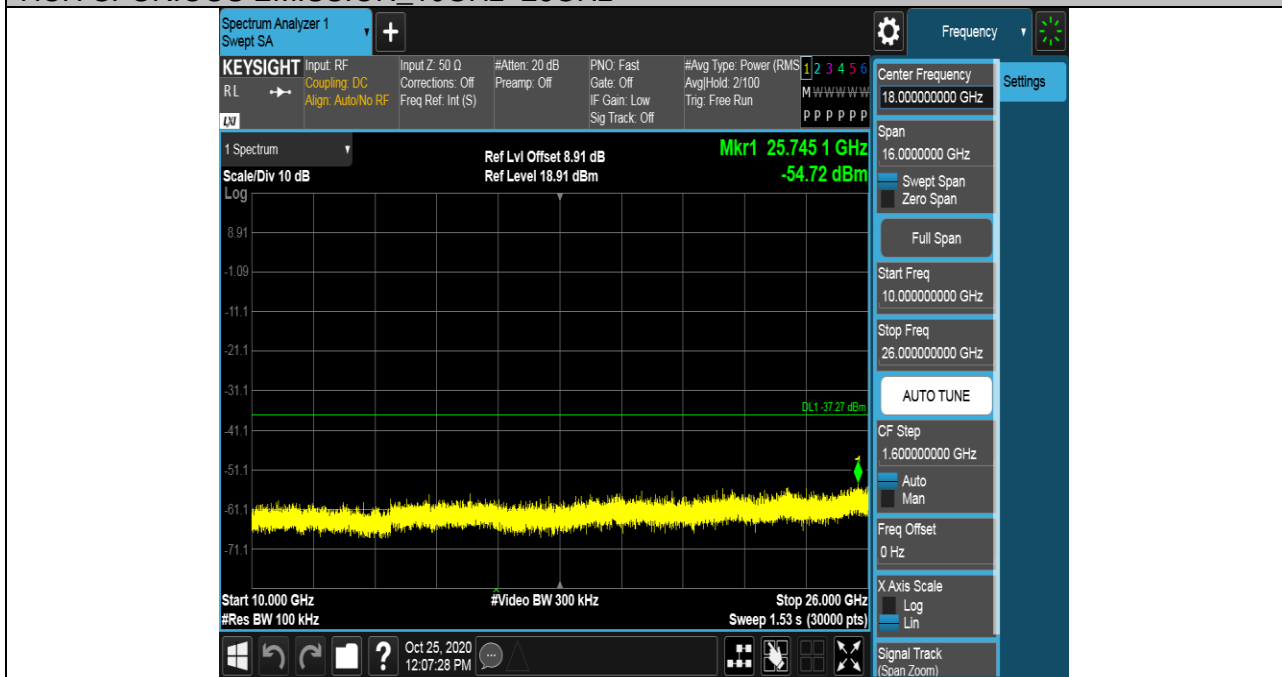 Spectrum Analyzer 1
Swept SA
+
Frequency
KEYSIGHT
RL
LXI
Input: RF
Coupling: DC
Align: Auto/No RF
Input Z: 50 Ω
Corrections: Off
Freq Ref: Int (S)
#Atten: 20 dB
Preamp: Off
PNO: Fast
Gate: Off
IF Gain: Low
Sig Track: Off
#Avg Type: Power (RMS
Avg|Hold: 2/100
Trig: Free Run
1 2 3 4 5 6
M W W W W W
P P P P P P
1 Spectrum
Scale/Div 10 dB
Ref Lvl Offset 8.91 dB
Ref Level 18.91 dBm
Mkr1 25.745 1 GHz
-54.72 dBm
Log
8.91
-1.09
-11.1
-21.1
-31.1
DL1 -37.27 dBm
-41.1
-51.1
1
-61.1
-71.1
Start 10.000 GHz
#Video BW 300 kHz
Stop 26.000 GHz
#Res BW 100 kHz
Sweep 1.53 s (30000 pts)
?
Oct 25, 2020
12:07:28 PM
Center Frequency
18.000000000 GHz
Settings
Span
16.0000000 GHz
Swept Span
Zero Span
Full Span
Start Freq
10.000000000 GHz
Stop Freq
26.000000000 GHz
AUTO TUNE
CF Step
1.600000000 GHz
Auto
Man
Freq Offset
0 Hz
X Axis Scale
Log
Lin
Signal Track
(Span Zoom)